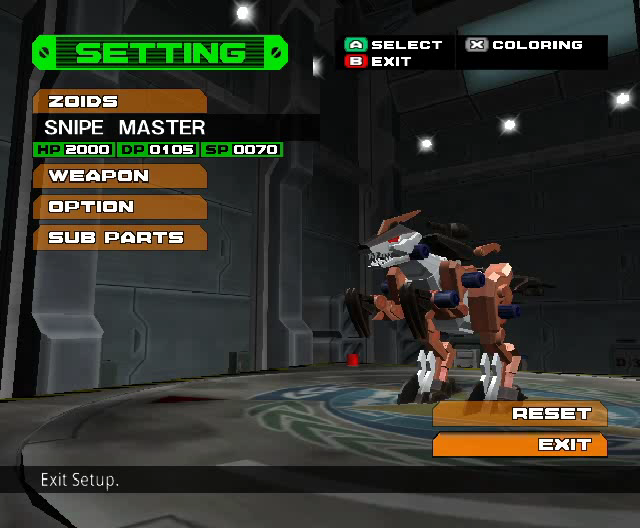 SETTING
A SELECT
X COLORING
B EXIT
ZOIDS
SNIPE MASTER
HP 2000 DP 0105 SP 0070
WEAPON
OPTION
SUB PARTS
RESET
EXIT
Exit Setup.